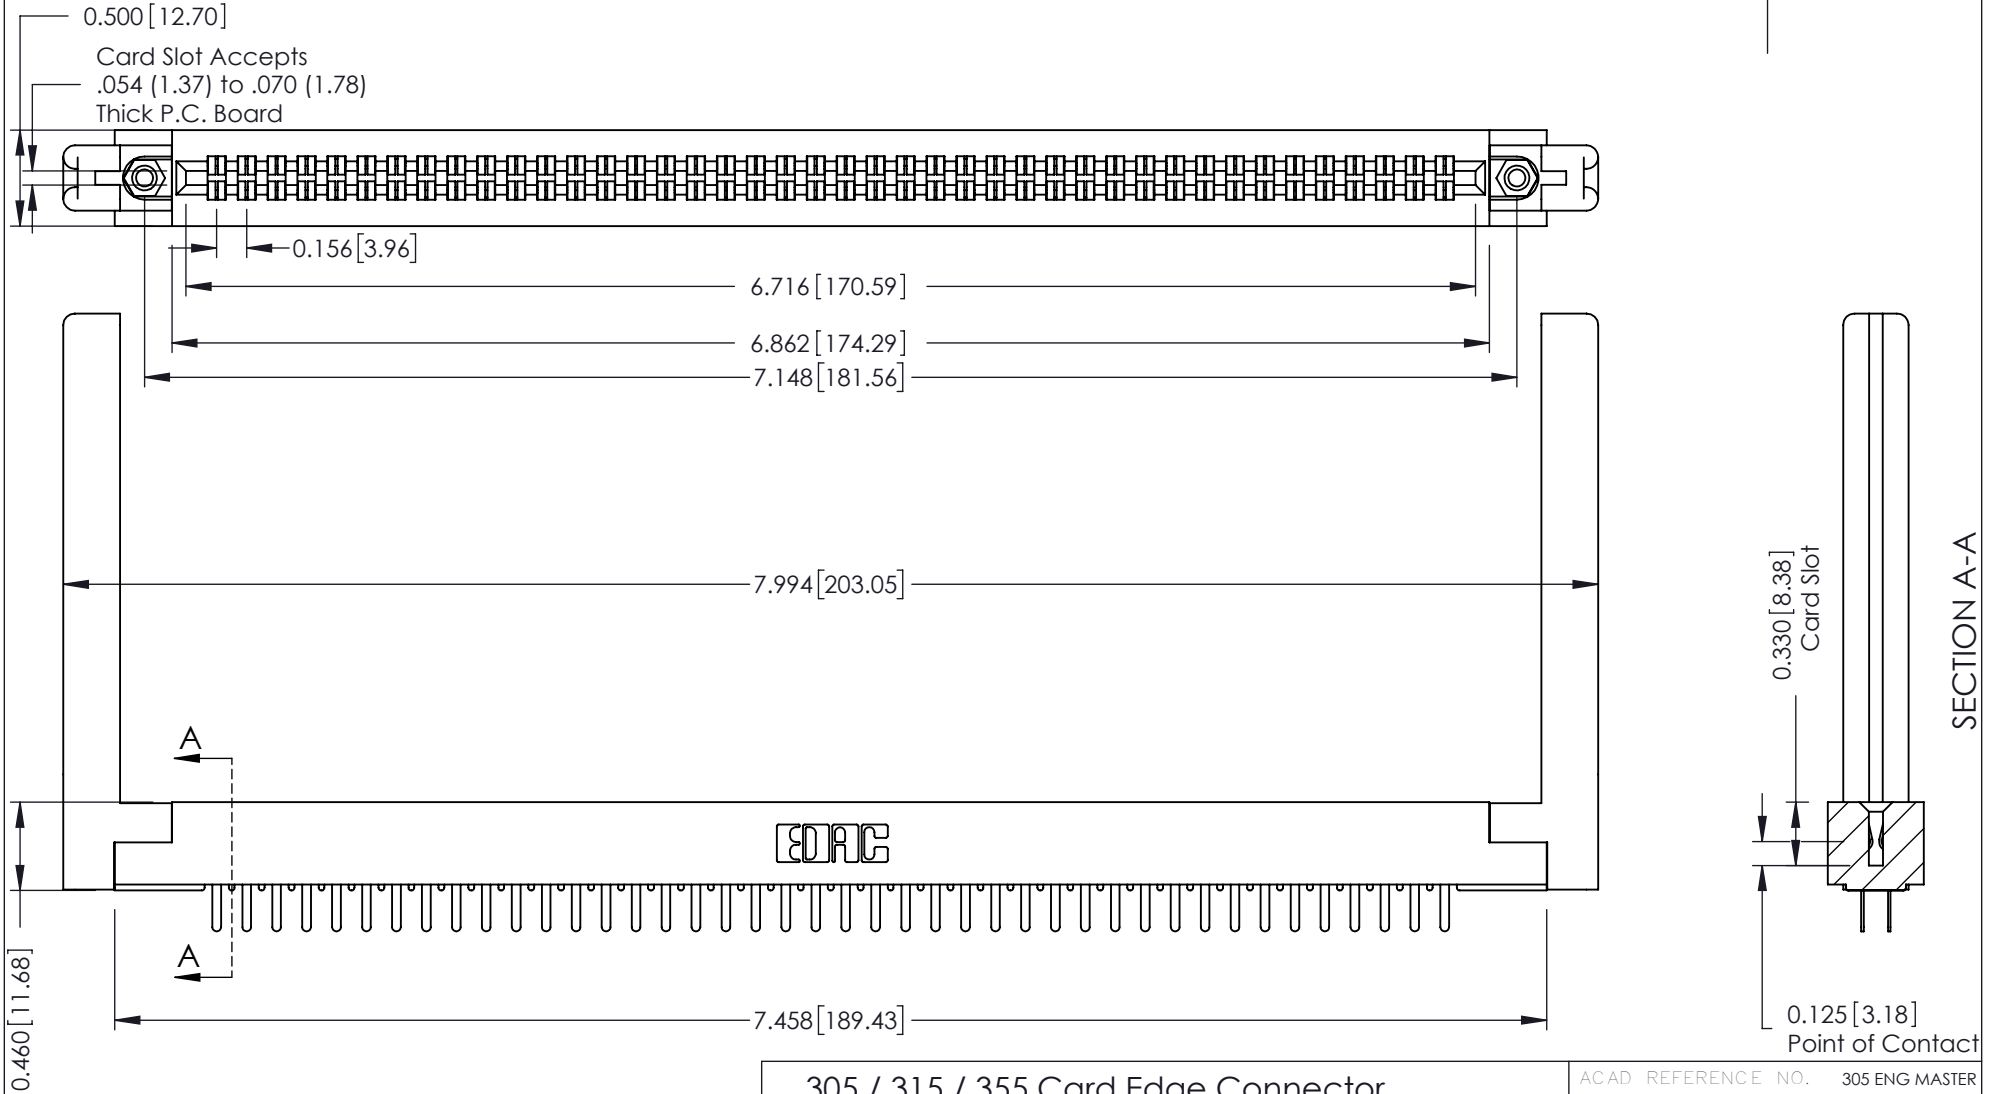 0.500 [12.70]
Card Slot Accepts
.054 (1.37) to .070 (1.78)
Thick P.C. Board
0.156 [3.96]
6.716 [170.59]
6.862 [174.29]
7.148 [181.56]
7.994 [203.05]
0.330 [8.38]
Card Slot
SECTION A-A
A
EDAC
A
0.460 [11.68]
7.458 [189.43]
0.125 [3.18]
Point of Contact
305 / 315 / 355 Card Edge Connector
ACAD REFERENCE NO. 305 ENG MASTER